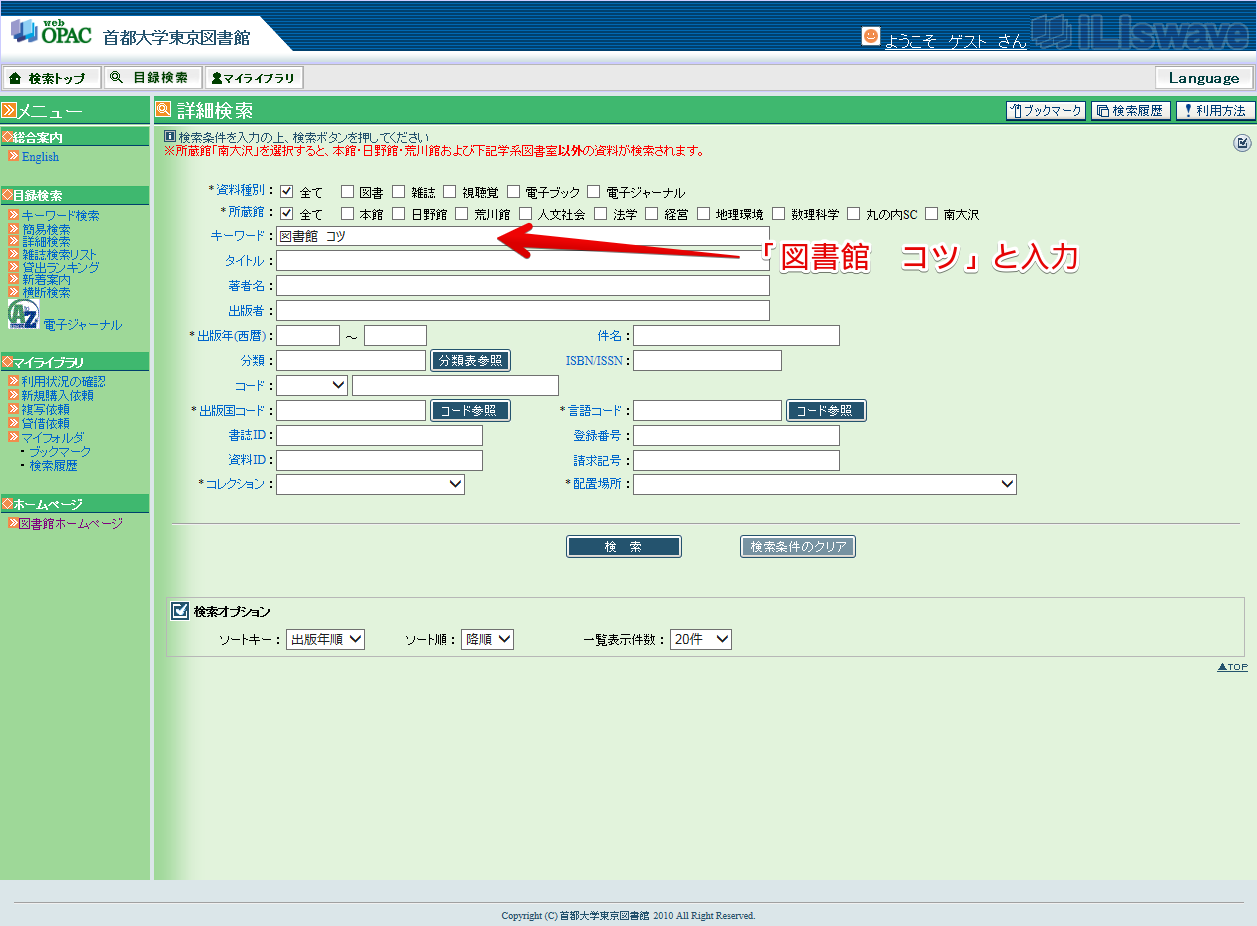 web OPAC 首都大学東京図書館
ようこそ ゲスト さん iLiswave
検索トップ 目録検索 マイライブラリ Language
メニュー
総合案内
English
目録検索
キーワード検索
簡易検索
詳細検索
雑誌検索リスト
貸出ランキング
新着案内
横断検索
電子ジャーナル
マイライブラリ
利用状況の確認
新規購入依頼
複写依頼
貸借依頼
マイフォルダ
・ブックマーク
・検索履歴
ホームページ
図書館ホームページ
詳細検索 ブックマーク 検索履歴 利用方法
検索条件を入力の上、検索ボタンを押してください
※所蔵館「南大沢」を選択すると、本館・日野館・荒川館および下記学系図書室以外の資料が検索されます。
*資料種別: 全て 図書 雑誌 視聴覚 電子ブック 電子ジャーナル
*所蔵館: 全て 本館 日野館 荒川館 人文社会 法学 経営 地理環境 数理科学 丸の内SC 南大沢
キーワード: 図書館 コツ
「図書館 コツ」と入力
タイトル:
著者名:
出版者:
*出版年(西暦): ～ 件名:
分類: 分類表参照 ISBN/ISSN:
コード:
*出版国コード: コード参照 *言語コード: コード参照
書誌ID: 登録番号:
資料ID: 請求記号:
*コレクション: *配置場所:
検 索 検索条件のクリア
検索オプション
ソートキー: 出版年順 ソート順: 降順 一覧表示件数: 20件
▲TOP
Copyright (C) 首都大学東京図書館 2010 All Right Reserved.